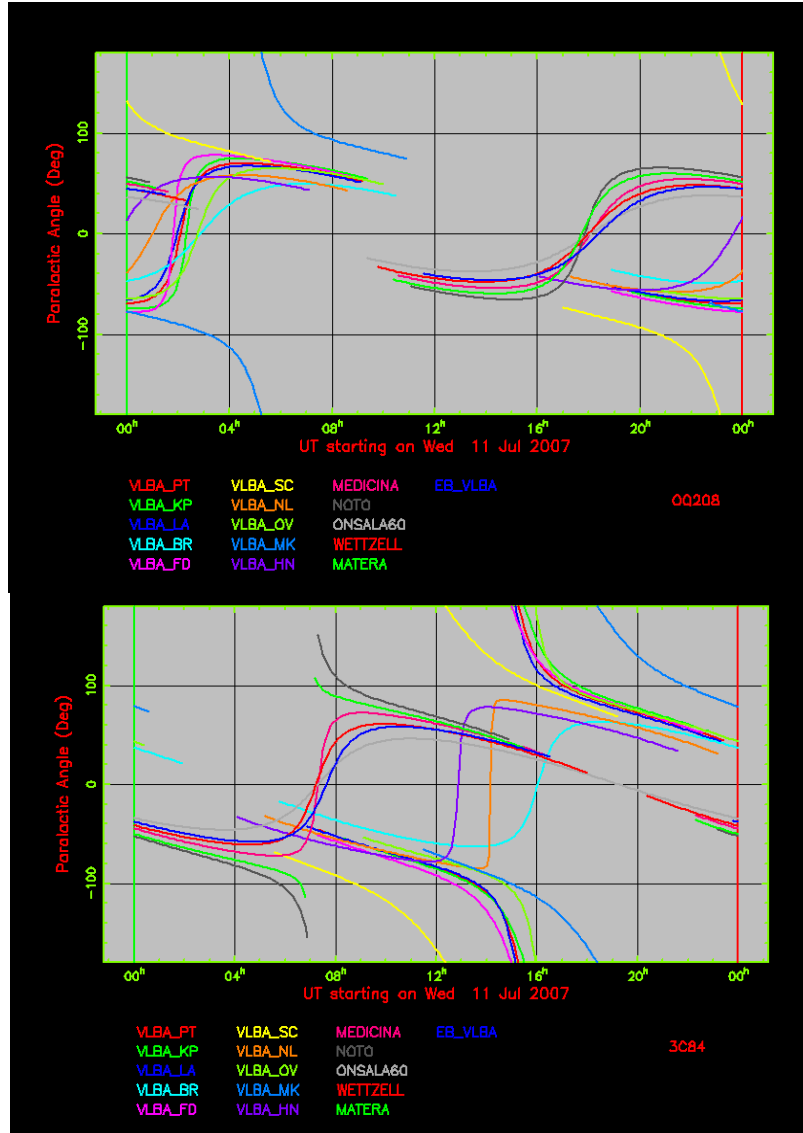 100
0
-100
Paralactic Angle (Deg)
00h 04h 08h 12h 16h 20h 00h
UT starting on Wed 11 Jul 2007
VLBA_PT VLBA_SC MEDICINA EB_VLBA
VLBA_KP VLBA_NL NOTO OQ208
VLBA_LA VLBA_OV ONSALA60
VLBA_BR VLBA_MK WETTZELL
VLBA_FD VLBA_HN MATERA
100
0
-100
Paralactic Angle (Deg)
00h 04h 08h 12h 16h 20h 00h
UT starting on Wed 11 Jul 2007
VLBA_PT VLBA_SC MEDICINA EB_VLBA
VLBA_KP VLBA_NL NOTO 3C84
VLBA_LA VLBA_OV ONSALA60
VLBA_BR VLBA_MK WETTZELL
VLBA_FD VLBA_HN MATERA